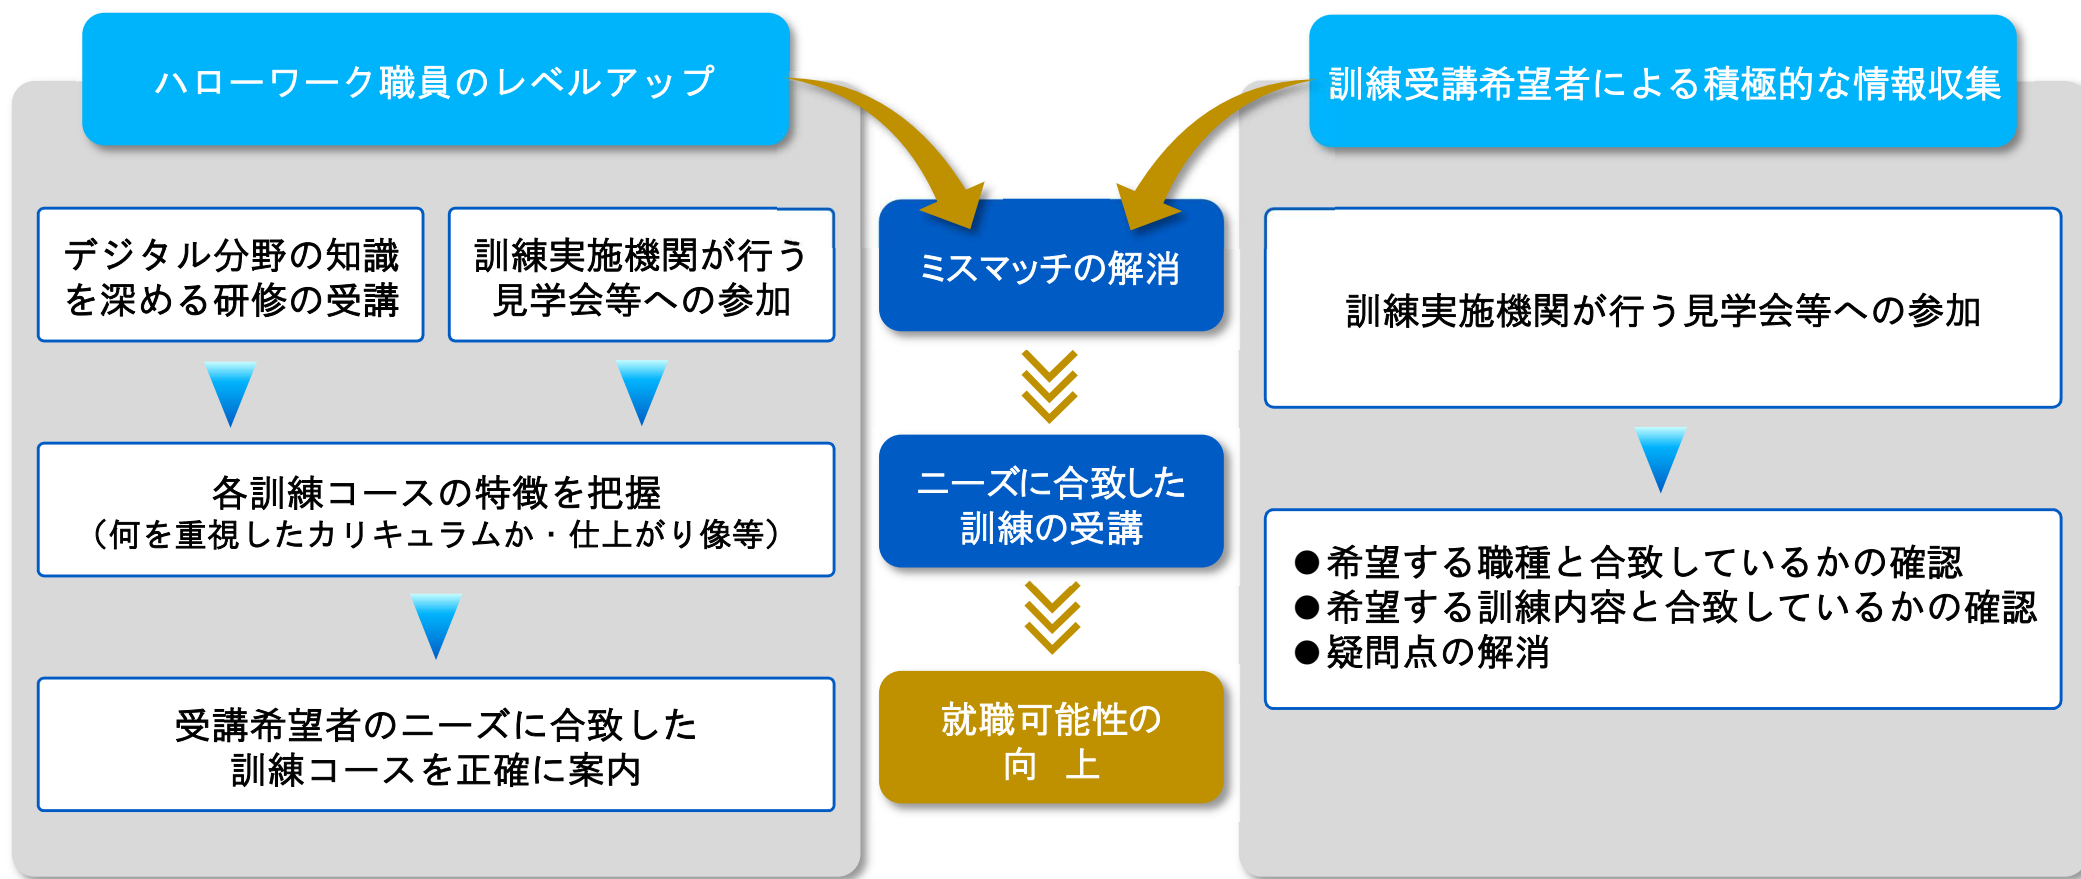 ハローワーク職員のレベルアップ
デジタル分野の知識
を深める研修の受講
訓練実施機関が行う
見学会等への参加
各訓練コースの特徴を把握
（何を重視したカリキュラムか・仕上がり像等）
受講希望者のニーズに合致した
訓練コースを正確に案内
ミスマッチの解消
ニーズに合致した
訓練の受講
就職可能性の
向　上
訓練受講希望者による積極的な情報収集
訓練実施機関が行う見学会等への参加
●希望する職種と合致しているかの確認
●希望する訓練内容と合致しているかの確認
●疑問点の解消